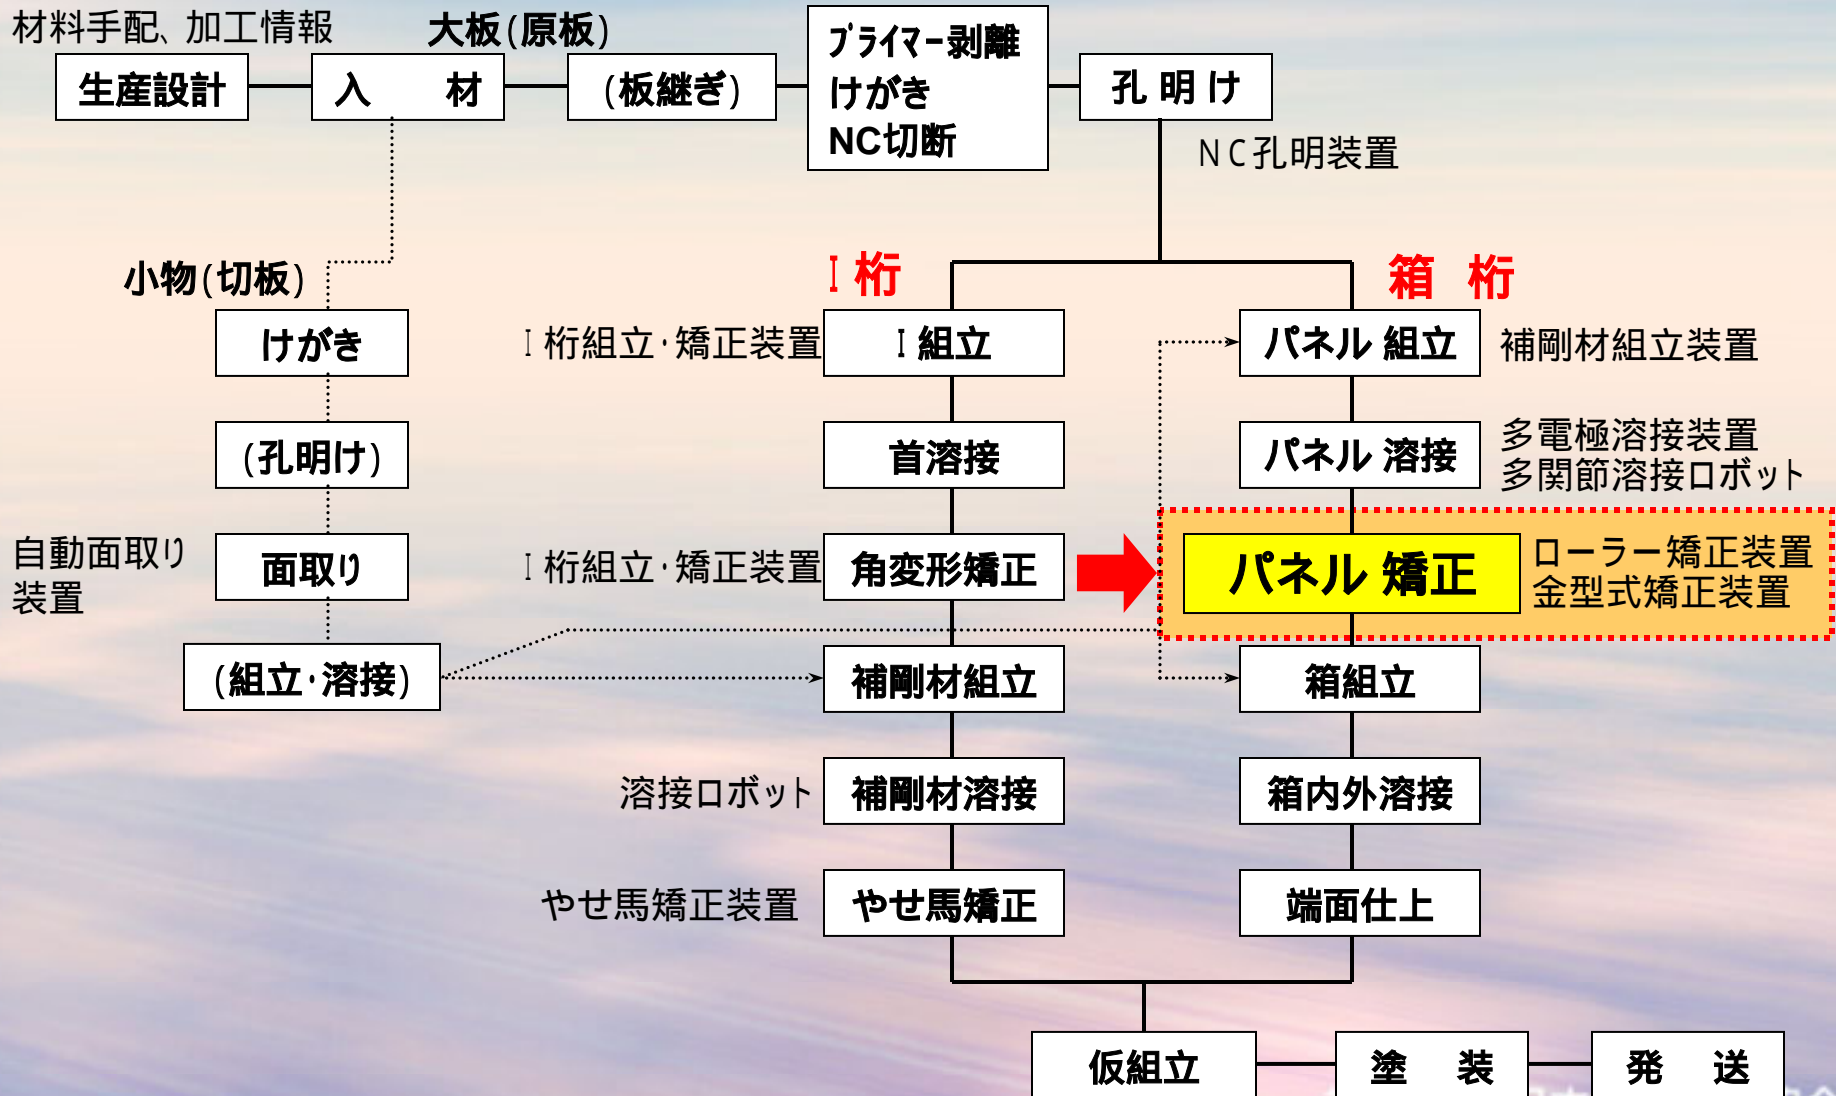 材料手配、加工情報
大板(原板)
生産設計
入 材
(板継ぎ)
プライマー剥離
けがき
NC切断
孔 明 け
NC孔明装置
小物(切板)
I 桁
箱 桁
けがき
I 桁組立・矯正装置
I 組立
パネル 組立
補剛材組立装置
(孔明け)
首溶接
パネル 溶接
多電極溶接装置
多関節溶接ロボット
自動面取り
装置
面取り
I 桁組立・矯正装置
角変形矯正
パネル 矯正
ローラー矯正装置
金型式矯正装置
(組立・溶接)
補剛材組立
箱組立
溶接ロボット
補剛材溶接
箱内外溶接
やせ馬矯正装置
やせ馬矯正
端面仕上
仮組立
塗 装
発 送